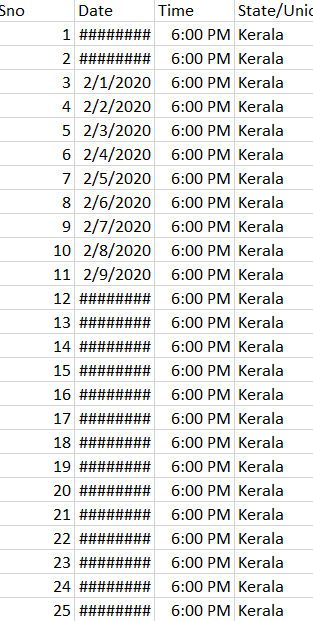 Sno Date Time State/Unio
1 ######## 6:00 PM Kerala
2 ######## 6:00 PM Kerala
3 2/1/2020 6:00 PM Kerala
4 2/2/2020 6:00 PM Kerala
5 2/3/2020 6:00 PM Kerala
6 2/4/2020 6:00 PM Kerala
7 2/5/2020 6:00 PM Kerala
8 2/6/2020 6:00 PM Kerala
9 2/7/2020 6:00 PM Kerala
10 2/8/2020 6:00 PM Kerala
11 2/9/2020 6:00 PM Kerala
12 ######## 6:00 PM Kerala
13 ######## 6:00 PM Kerala
14 ######## 6:00 PM Kerala
15 ######## 6:00 PM Kerala
16 ######## 6:00 PM Kerala
17 ######## 6:00 PM Kerala
18 ######## 6:00 PM Kerala
19 ######## 6:00 PM Kerala
20 ######## 6:00 PM Kerala
21 ######## 6:00 PM Kerala
22 ######## 6:00 PM Kerala
23 ######## 6:00 PM Kerala
24 ######## 6:00 PM Kerala
25 ######## 6:00 PM Kerala